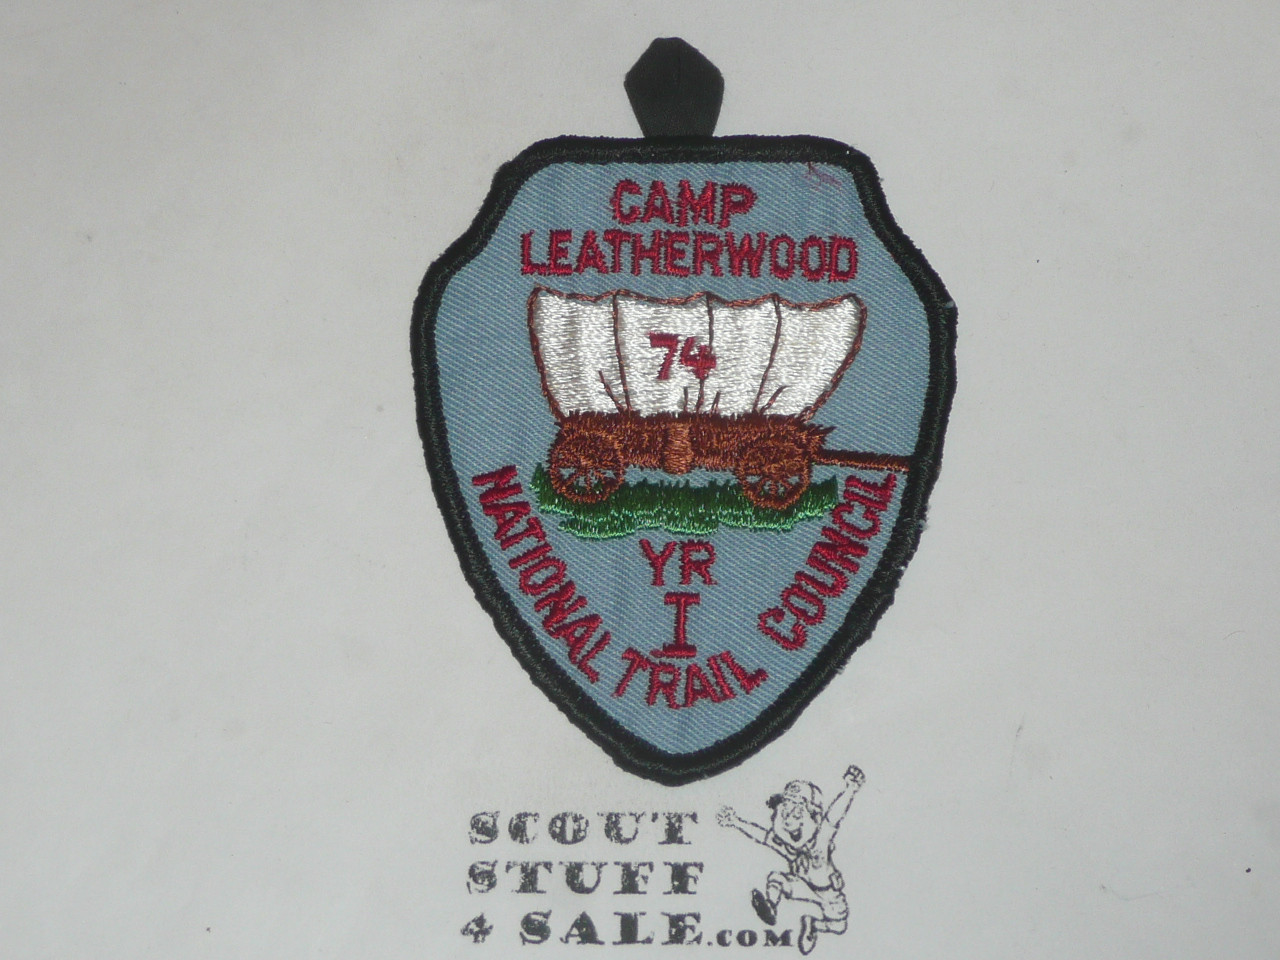 CAMP
LEATHERWOOD
74
YR
I
NATIONAL TRAIL COUNCIL
SCOUT
STUFF
4 SALE.COM